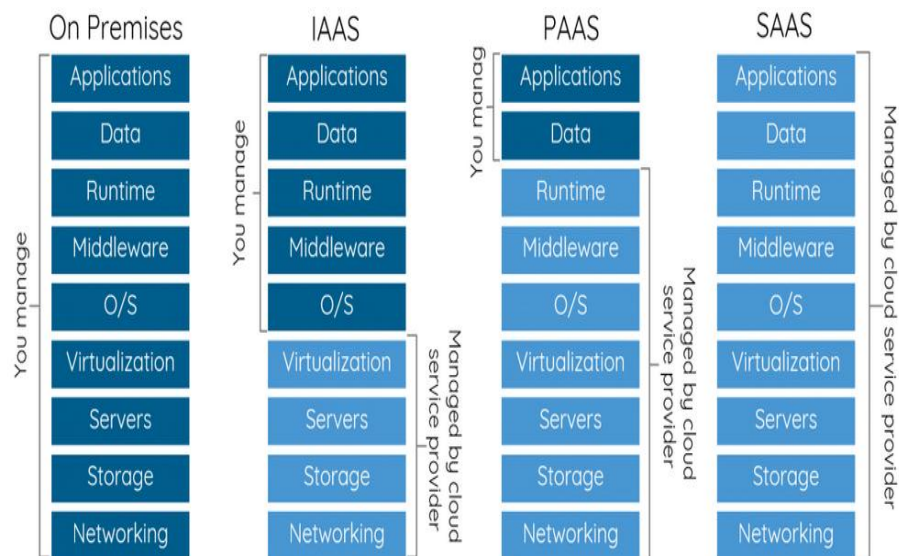 On Premises
You manage
Applications
Data
Runtime
Middleware
O/S
Virtualization
Servers
Storage
Networking
IAAS
You manage
Applications
Data
Runtime
Middleware
O/S
Virtualization
Servers
Storage
Networking
Managed by cloud
service provider
PAAS
You manag
Applications
Data
Runtime
Middleware
O/S
Virtualization
Servers
Storage
Networking
Managed by cloud
service provider
SAAS
Applications
Data
Runtime
Middleware
O/S
Virtualization
Servers
Storage
Networking
Managed by cloud service provider